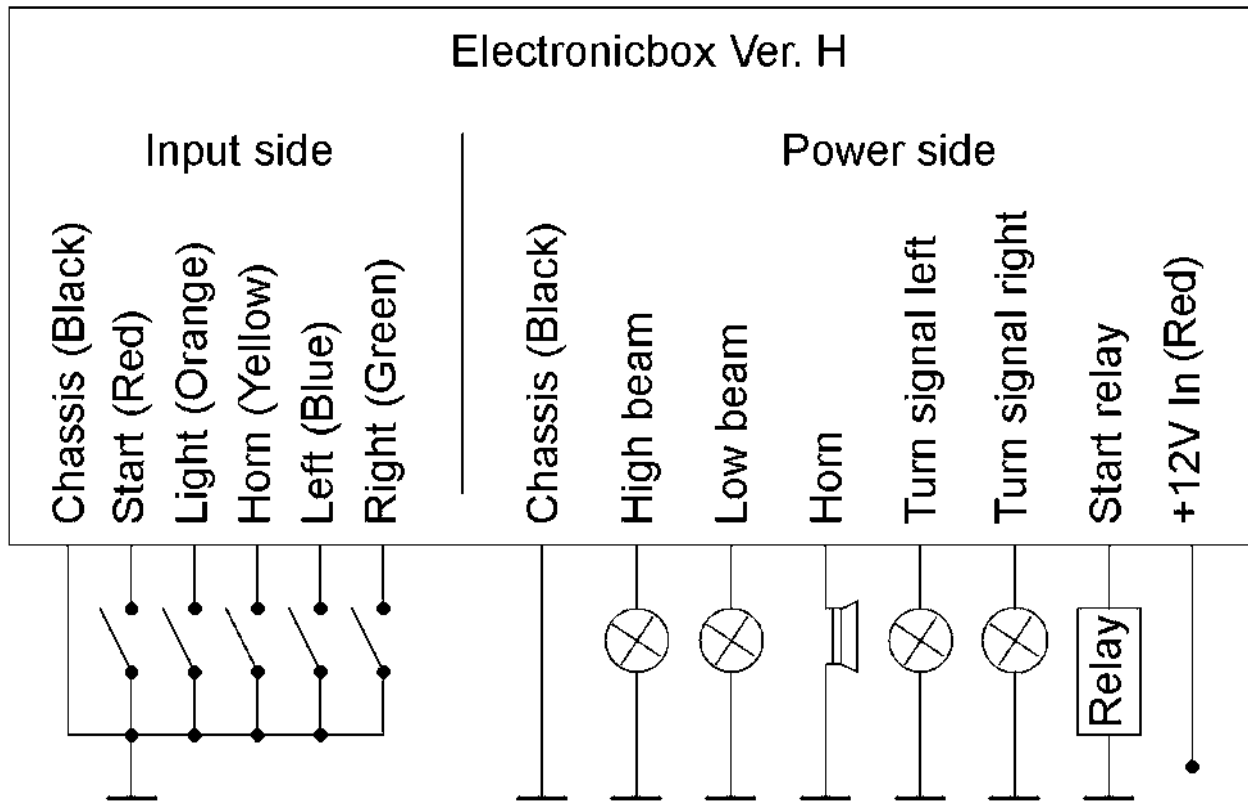 Electronicbox Ver. H
Input side
Power side
Chassis (Black)
Start (Red)
Light (Orange)
Horn (Yellow)
Left (Blue)
Right (Green)
Chassis (Black)
High beam
Low beam
Horn
Turn signal left
Turn signal right
Start relay
+12V In (Red)
Relay